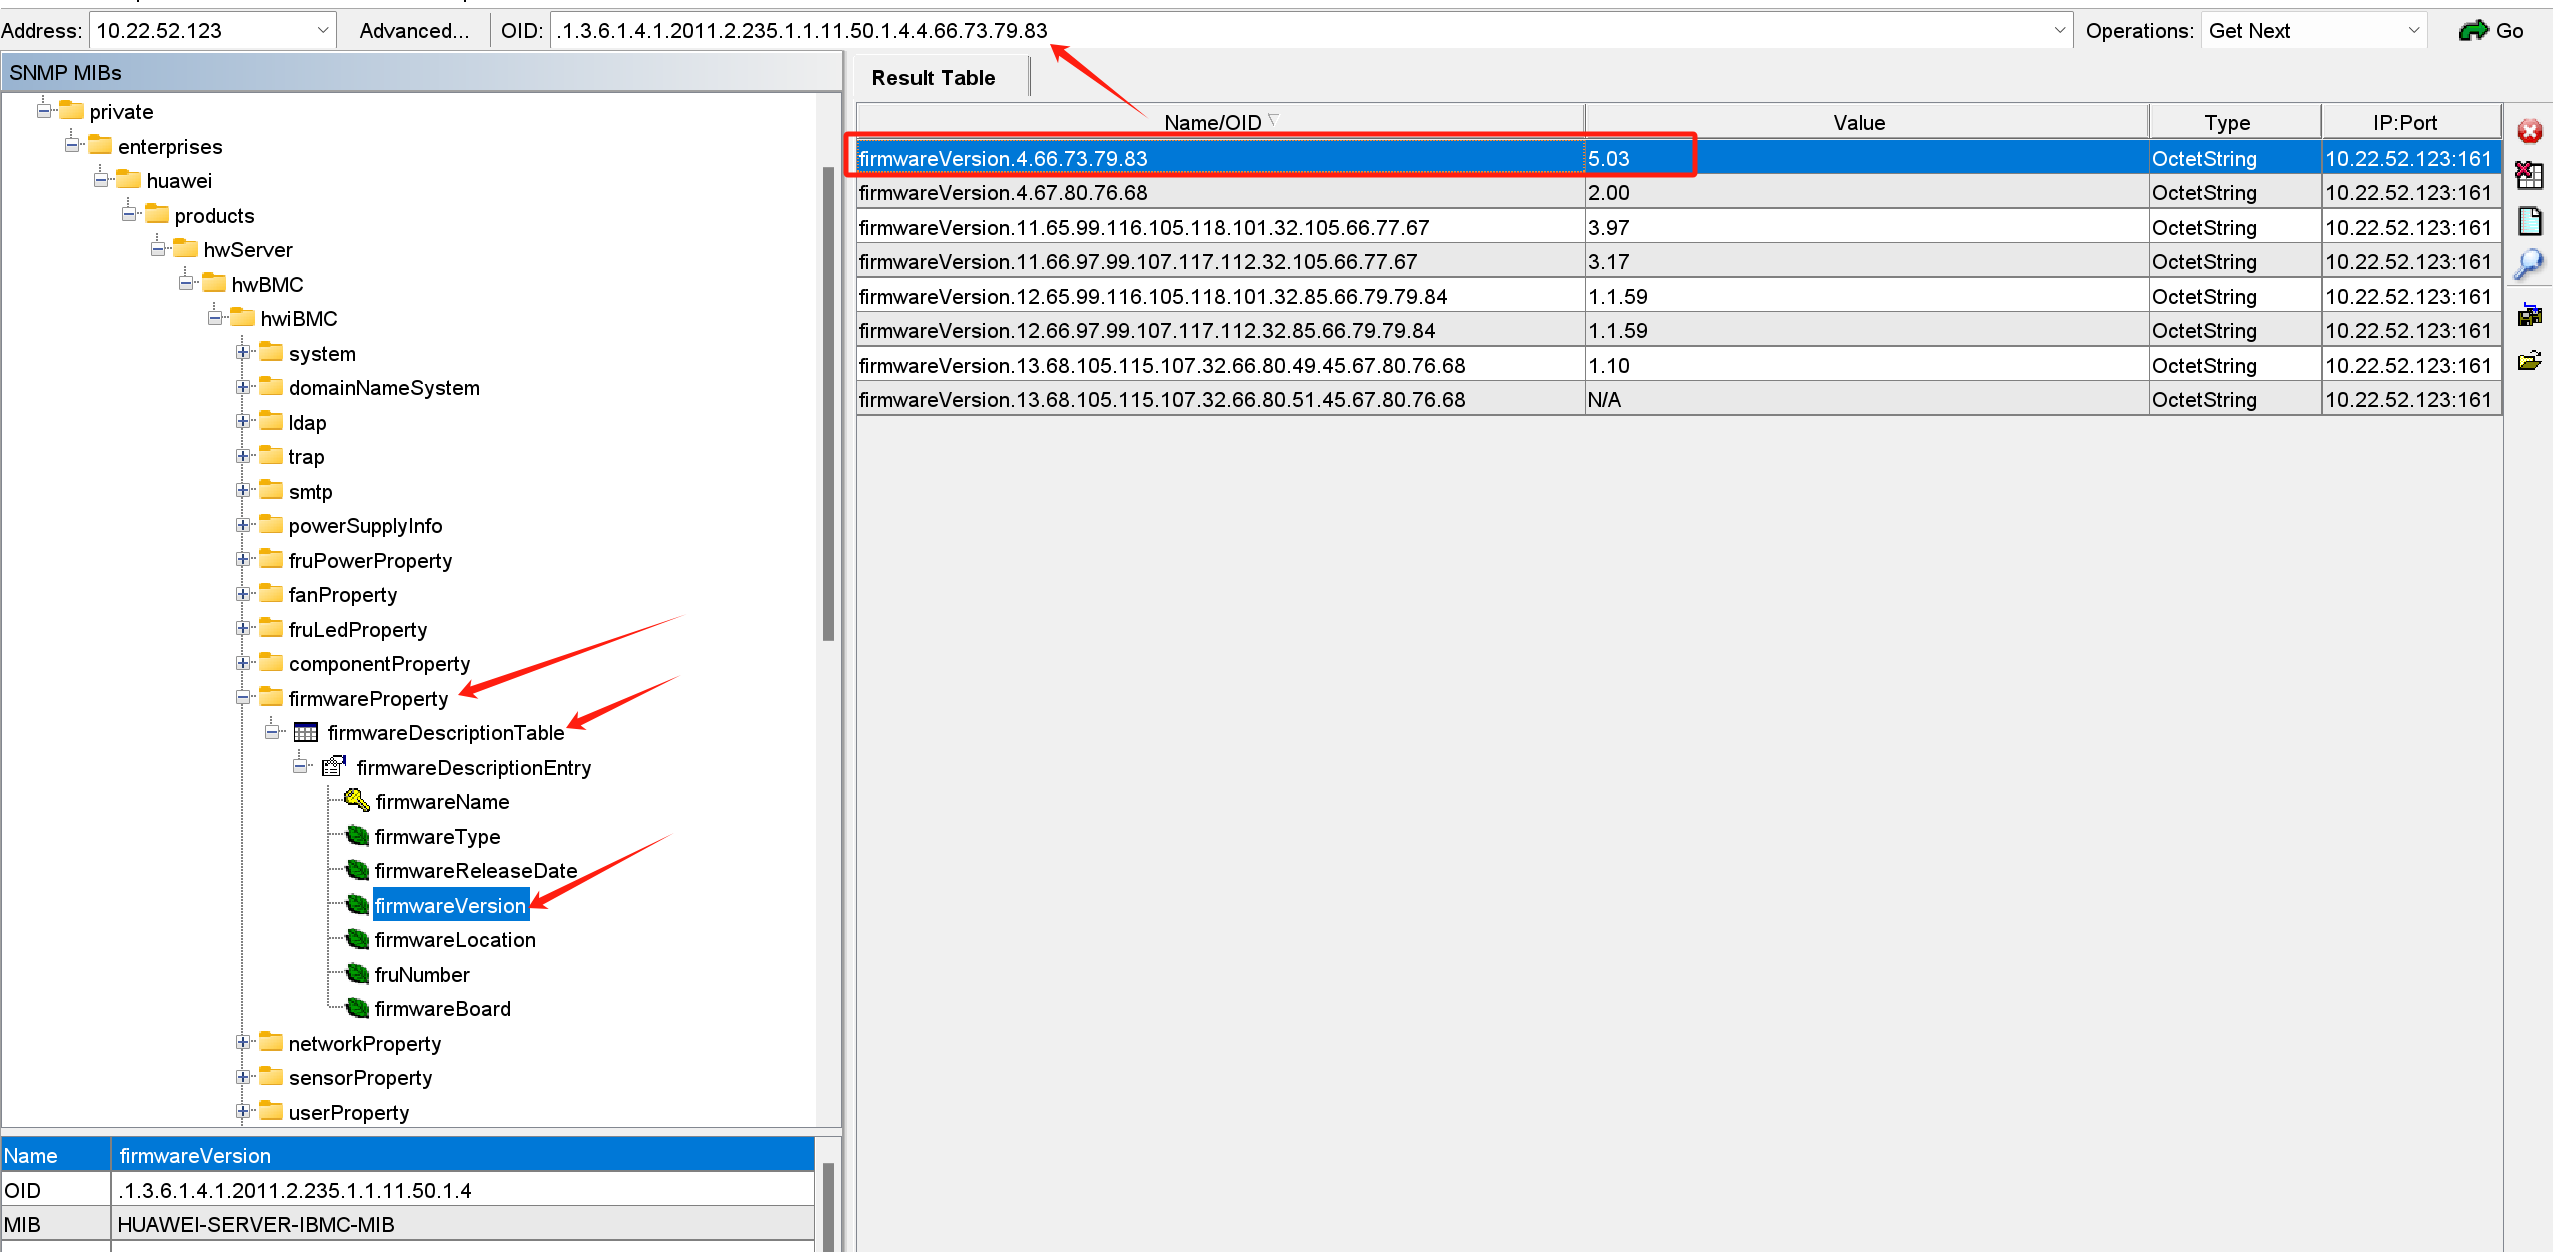 Address: 10.22.52.123 Advanced... OID: .1.3.6.1.4.1.2011.2.235.1.1.11.50.1.4.4.66.73.79.83 Operations: Get Next Go
SNMP MIBs
private
enterprises
huawei
products
hwServer
hwBMC
hwiBMC
system
domainNameSystem
ldap
trap
smtp
powerSupplyInfo
fruPowerProperty
fanProperty
fruLedProperty
componentProperty
firmwareProperty
firmwareDescriptionTable
firmwareDescriptionEntry
firmwareName
firmwareType
firmwareReleaseDate
firmwareVersion
firmwareLocation
fruNumber
firmwareBoard
networkProperty
sensorProperty
userProperty
Name firmwareVersion
OID .1.3.6.1.4.1.2011.2.235.1.1.11.50.1.4
MIB HUAWEI-SERVER-IBMC-MIB
Result Table
Name/OID Value Type IP:Port
firmwareVersion.4.66.73.79.83 5.03 OctetString 10.22.52.123:161
firmwareVersion.4.67.80.76.68 2.00 OctetString 10.22.52.123:161
firmwareVersion.11.65.99.116.105.118.101.32.105.66.77.67 3.97 OctetString 10.22.52.123:161
firmwareVersion.11.66.97.99.107.117.112.32.105.66.77.67 3.17 OctetString 10.22.52.123:161
firmwareVersion.12.65.99.116.105.118.101.32.85.66.79.79.84 1.1.59 OctetString 10.22.52.123:161
firmwareVersion.12.66.97.99.107.117.112.32.85.66.79.79.84 1.1.59 OctetString 10.22.52.123:161
firmwareVersion.13.68.105.115.107.32.66.80.49.45.67.80.76.68 1.10 OctetString 10.22.52.123:161
firmwareVersion.13.68.105.115.107.32.66.80.51.45.67.80.76.68 N/A OctetString 10.22.52.123:161